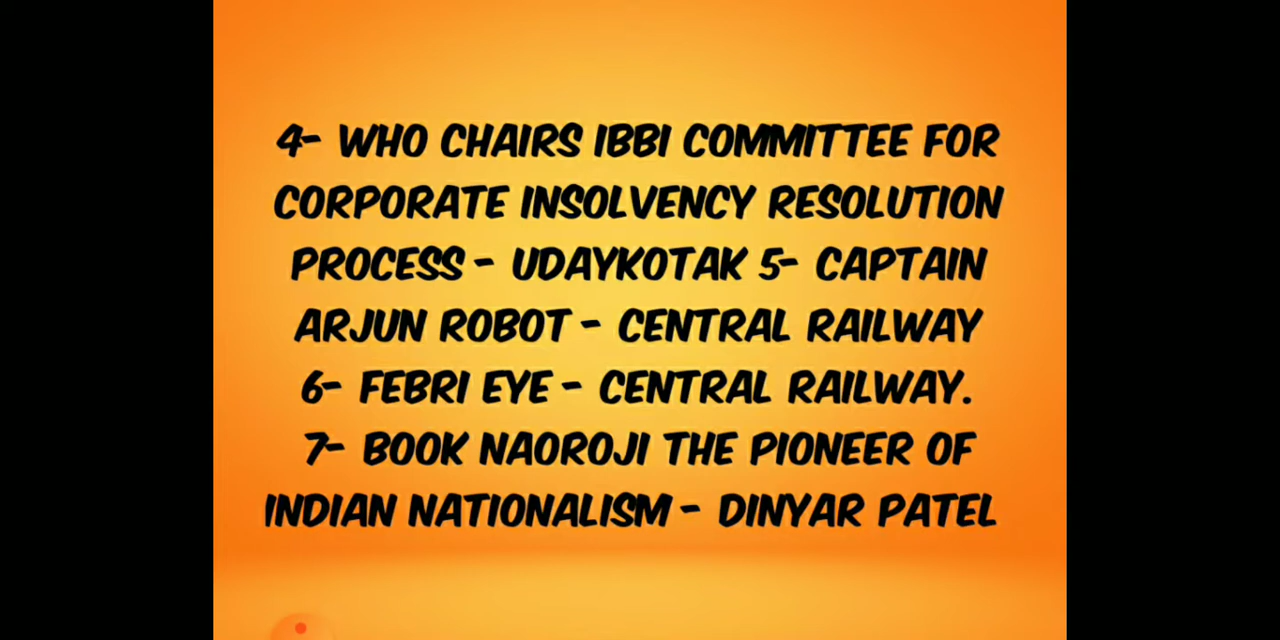 4- WHO CHAIRS IBBI COMMITTEE FOR
CORPORATE INSOLVENCY RESOLUTION
PROCESS - UDAYKOTAK 5- CAPTAIN
ARJUN ROBOT - CENTRAL RAILWAY
6- FEBRI EYE - CENTRAL RAILWAY.
7- BOOK NAOROJI THE PIONEER OF
INDIAN NATIONALISM - DINYAR PATEL